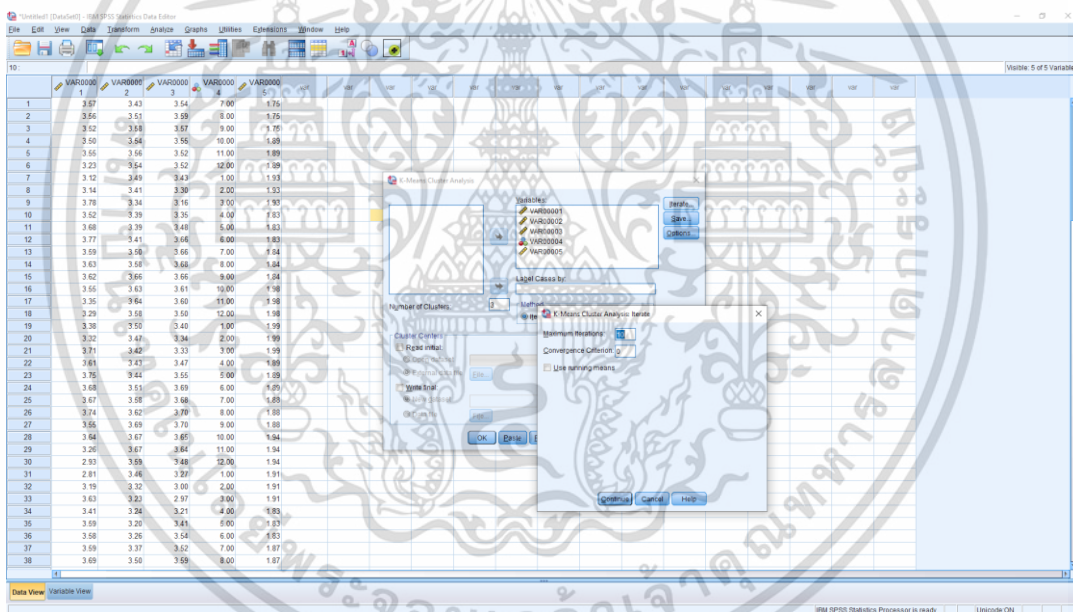 *Untitled1 [DataSet0] - IBM SPSS Statistics Data Editor
File Edit View Data Transform Analyze Graphs Utilities Extensions Window Help
10 :
Visible: 5 of 5 Variable
VAR00001 VAR00002 VAR00003 VAR00004 VAR00005 var var var var var var var var var var var var var var var
1 3.57 3.43 3.54 7.00 1.75
2 3.56 3.51 3.59 8.00 1.75
3 3.52 3.58 3.57 9.00 1.75
4 3.50 3.54 3.55 10.00 1.89
5 3.55 3.56 3.52 11.00 1.89
6 3.23 3.54 3.52 12.00 1.89
7 3.12 3.49 3.43 1.00 1.93
8 3.14 3.41 3.30 2.00 1.93
9 3.78 3.34 3.16 3.00 1.93
10 3.52 3.39 3.35 4.00 1.83
11 3.68 3.39 3.48 5.00 1.83
12 3.77 3.41 3.66 6.00 1.83
13 3.59 3.50 3.66 7.00 1.84
14 3.63 3.58 3.68 8.00 1.84
15 3.62 3.66 3.66 9.00 1.84
16 3.55 3.63 3.61 10.00 1.98
17 3.35 3.64 3.60 11.00 1.98
18 3.29 3.58 3.50 12.00 1.98
19 3.38 3.50 3.40 1.00 1.99
20 3.32 3.47 3.34 2.00 1.99
21 3.71 3.42 3.33 3.00 1.99
22 3.61 3.43 3.47 4.00 1.89
23 3.75 3.44 3.55 5.00 1.89
24 3.68 3.51 3.69 6.00 1.89
25 3.67 3.58 3.68 7.00 1.88
26 3.74 3.62 3.70 8.00 1.88
27 3.55 3.69 3.70 9.00 1.88
28 3.64 3.67 3.65 10.00 1.94
29 3.26 3.67 3.64 11.00 1.94
30 2.93 3.59 3.48 12.00 1.94
31 2.81 3.46 3.27 1.00 1.91
32 3.19 3.32 3.00 2.00 1.91
33 3.63 3.23 2.97 3.00 1.91
34 3.41 3.24 3.21 4.00 1.83
35 3.59 3.20 3.41 5.00 1.83
36 3.58 3.26 3.54 6.00 1.83
37 3.59 3.37 3.52 7.00 1.87
38 3.69 3.50 3.59 8.00 1.87
K-Means Cluster Analysis
Variables:
VAR00001
VAR00002
VAR00003
VAR00004
VAR00005
Iterate...
Save...
Options...
Label Cases by:
Number of Clusters:
Method
Cluster Centers
Read initial:
Write final:
OK Paste
K-Means Cluster Analysis: Iterate
Maximum Iterations: 10
Convergence Criterion: 0
Use running means
Continue Cancel Help
Data View Variable View
IBM SPSS Statistics Processor is ready Unicode:ON